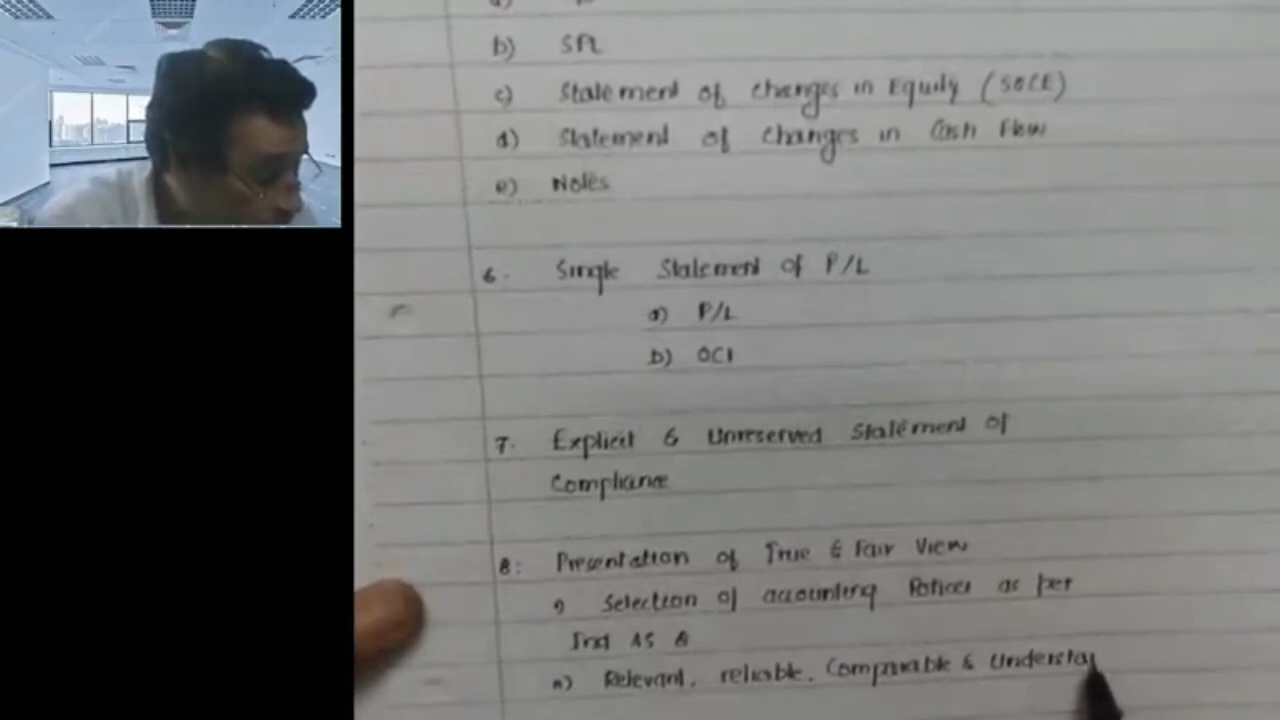 b) SPL
c) Statement of changes in Equity (SOCE)
d) Statement of changes in Cash Flow
e) Notes
6. Single Statement of P/L
a) P/L
b) OCI
7. Explicit & Unreserved Statement of
Compliance
8: Presentation of True & Fair View
i) Selection of accounting Polices as per
Ind AS &
ii) Relevant, reliable, Comparable & Understa